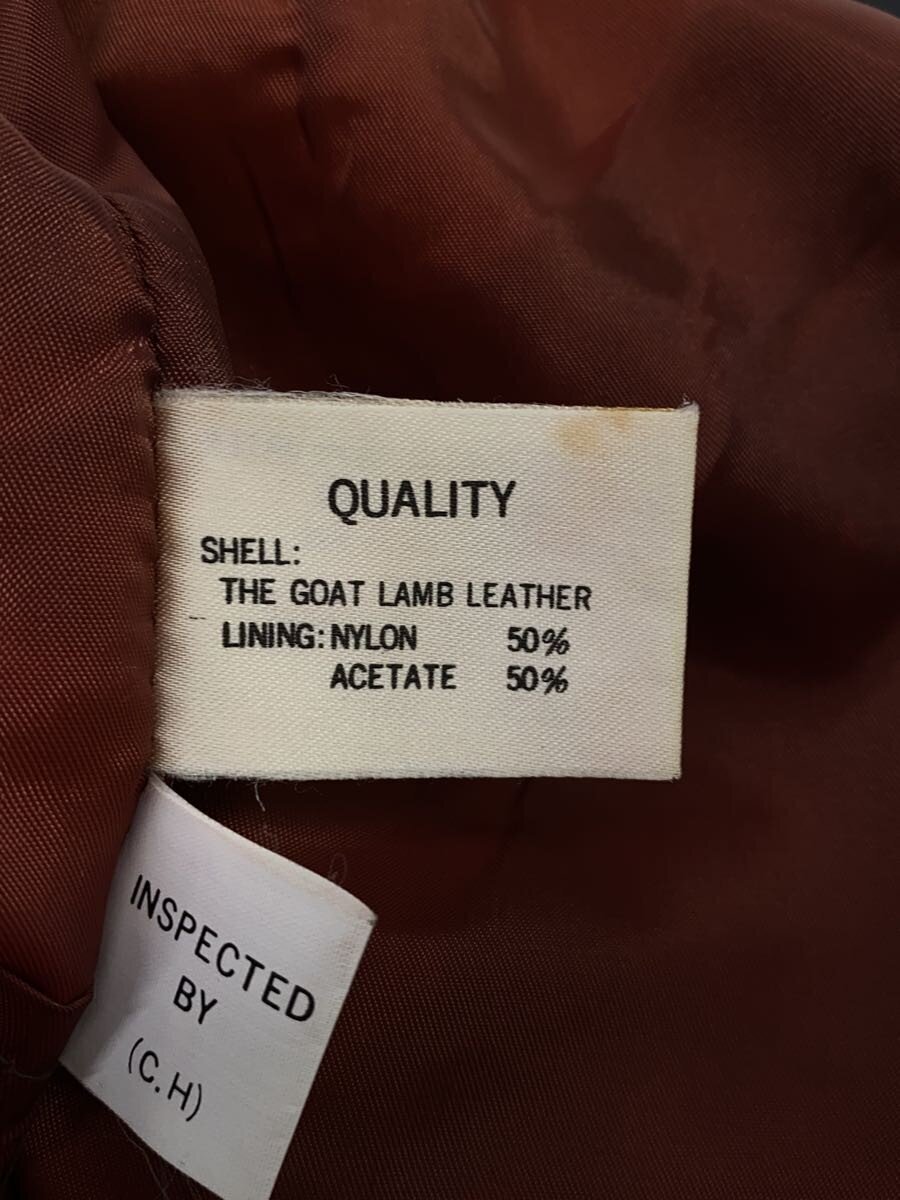 QUALITY
SHELL:
THE GOAT LAMB LEATHER
LINING: NYLON 50%
ACETATE 50%
INSPECTED
BY
(C.H)